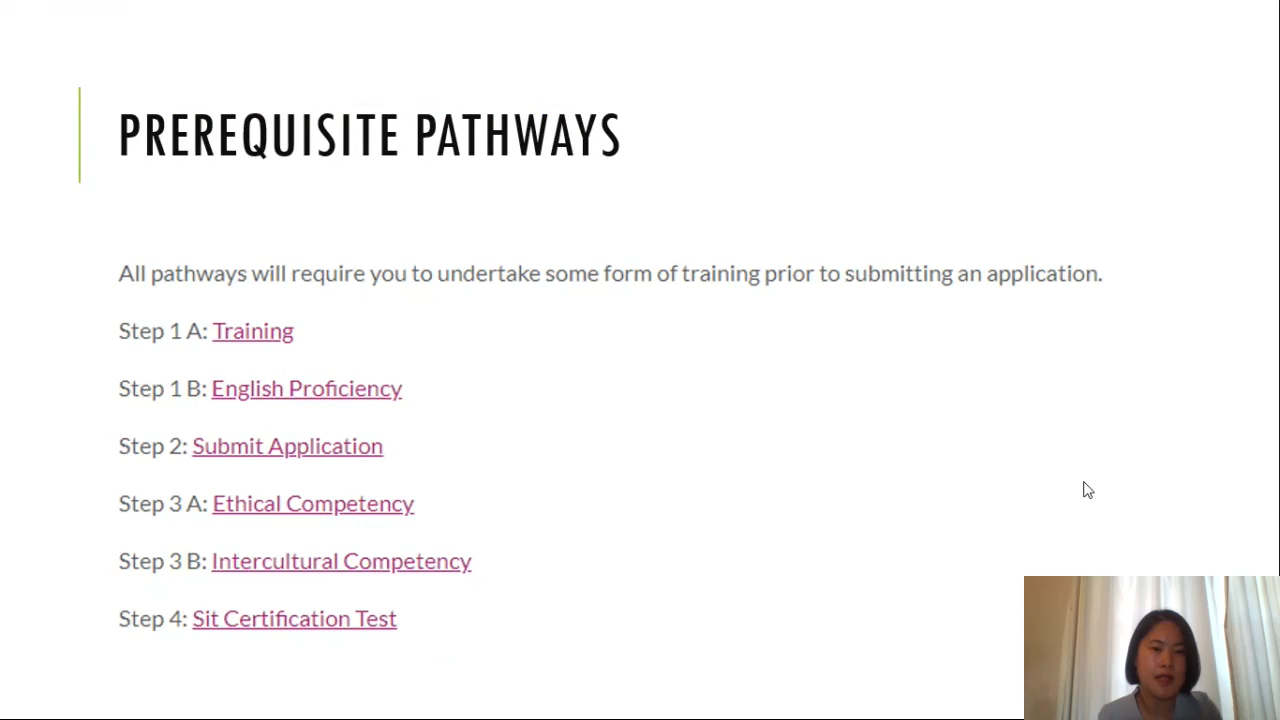 PREREQUISITE PATHWAYS
All pathways will require you to undertake some form of training prior to submitting an application.
Step 1 A: Training
Step 1 B: English Proficiency
Step 2: Submit Application
Step 3 A: Ethical Competency
Step 3 B: Intercultural Competency
Step 4: Sit Certification Test